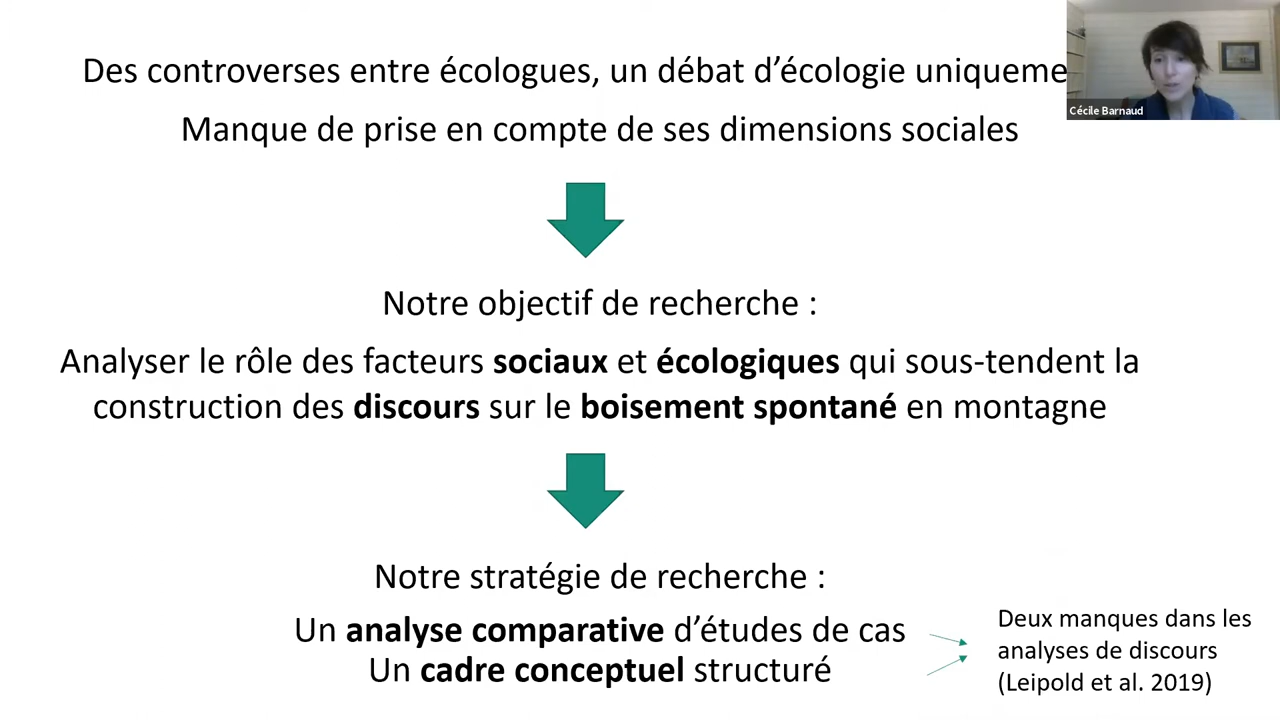 Des controverses entre écologues, un débat d’écologie uniqueme
Cécile Barnaud
Manque de prise en compte de ses dimensions sociales
Notre objectif de recherche :
Analyser le rôle des facteurs sociaux et écologiques qui sous-tendent la
construction des discours sur le boisement spontané en montagne
Notre stratégie de recherche :
Un analyse comparative d’études de cas
Un cadre conceptuel structuré
Deux manques dans les
analyses de discours
(Leipold et al. 2019)